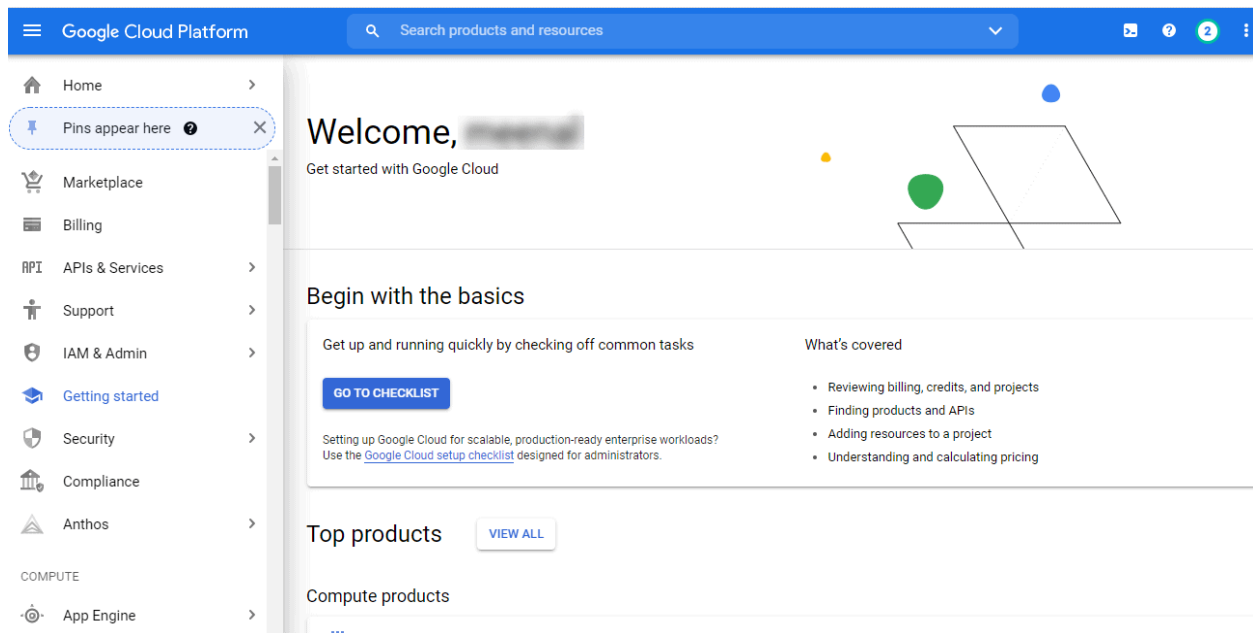 Google Cloud Platform
Search products and resources
2
Home
Pins appear here
Marketplace
Billing
API APIs & Services
Support
IAM & Admin
Getting started
Security
Compliance
Anthos
COMPUTE
App Engine
Welcome,
Get started with Google Cloud
Begin with the basics
Get up and running quickly by checking off common tasks
GO TO CHECKLIST
Setting up Google Cloud for scalable, production-ready enterprise workloads?
Use the Google Cloud setup checklist designed for administrators.
What's covered
• Reviewing billing, credits, and projects
• Finding products and APIs
• Adding resources to a project
• Understanding and calculating pricing
Top products
VIEW ALL
Compute products